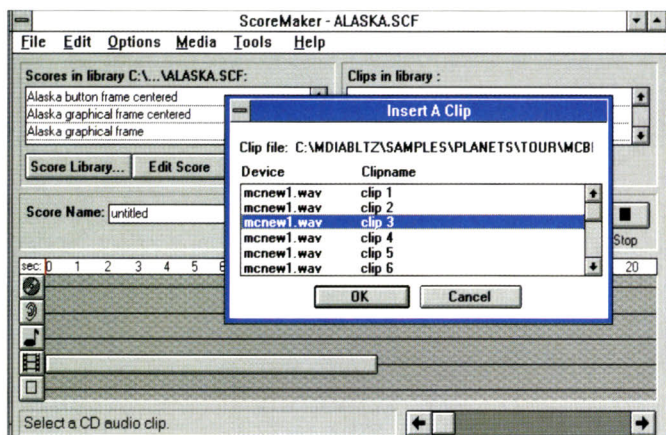 ScoreMaker - ALASKA.SCF
File Edit Options Media Tools Help
Scores in library C:\...\ALASKA.SCF:
Clips in library :
Alaska button frame centered
Alaska graphical frame centered
Alaska graphical frame
Score Library... Edit Score
Score Name: untitled
Stop
Insert A Clip
Clip file: C:\MDIABLTZ\SAMPLES\PLANETS\TOUR\MCBI
Device Clipname
mcnew1.wav clip 1
mcnew1.wav clip 2
mcnew1.wav clip 3
mcnew1.wav clip 4
mcnew1.wav clip 5
mcnew1.wav clip 6
OK Cancel
sec: 0 1 2 3 4 5 6 20
Select a CD audio clip.